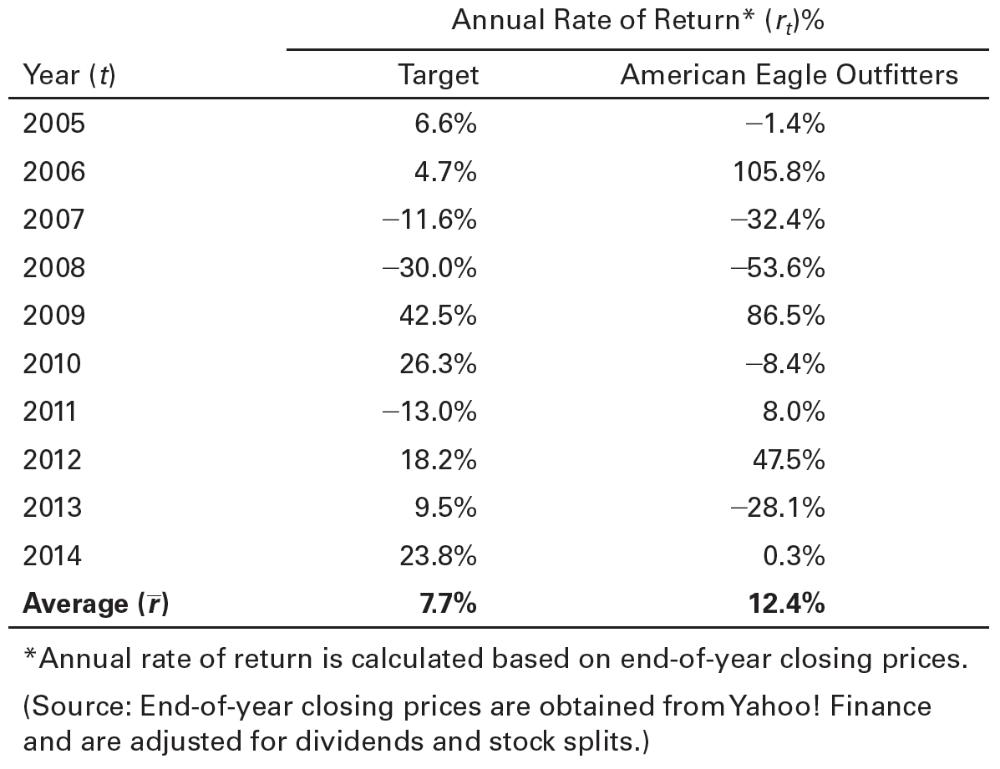 Annual Rate of Return* (rt)%
Year (t) Target American Eagle Outfitters
2005 6.6% –1.4%
2006 4.7% 105.8%
2007 –11.6% –32.4%
2008 –30.0% –53.6%
2009 42.5% 86.5%
2010 26.3% –8.4%
2011 –13.0% 8.0%
2012 18.2% 47.5%
2013 9.5% –28.1%
2014 23.8% 0.3%
Average (r̅) 7.7% 12.4%
*Annual rate of return is calculated based on end-of-year closing prices.
(Source: End-of-year closing prices are obtained from Yahoo! Finance
and are adjusted for dividends and stock splits.)